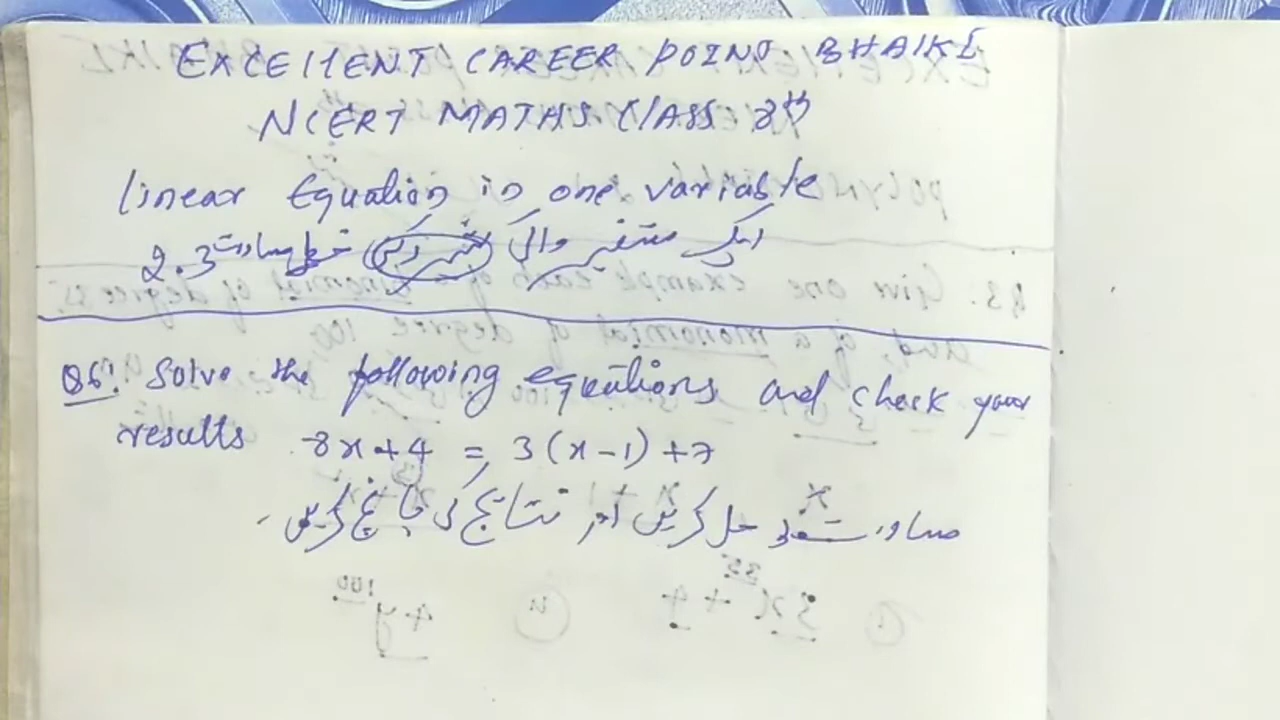 EXCELLENT CAREER POINT BHAIKE
NCERT MATHS. Class 8th
linear Equation in one variable
ایک متغیر والی خطی مساوات 2.3
Q6: Solve the following equations and check your
results 8x+4 = 3(x-1)+7
مساوات حل کریں اور نتائج کی جانچ کریں۔